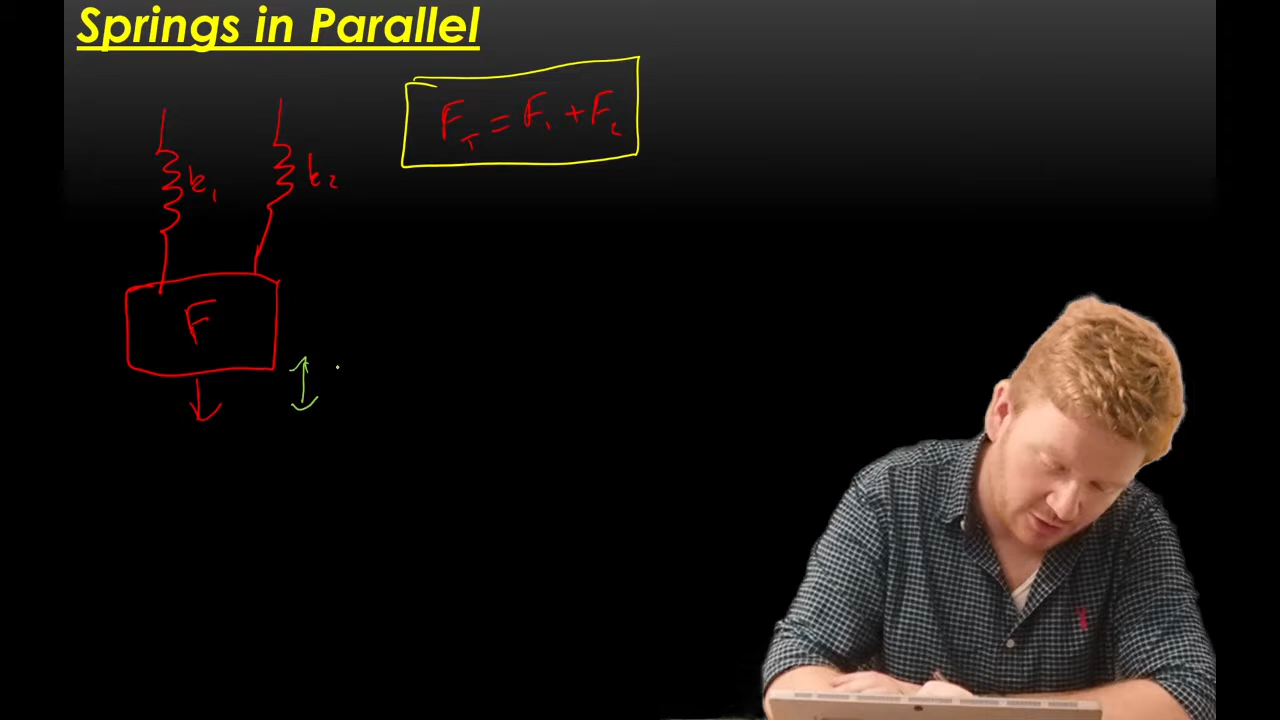 Springs in Parallel
F_T = F_1 + F_2
k_1
k_2
F